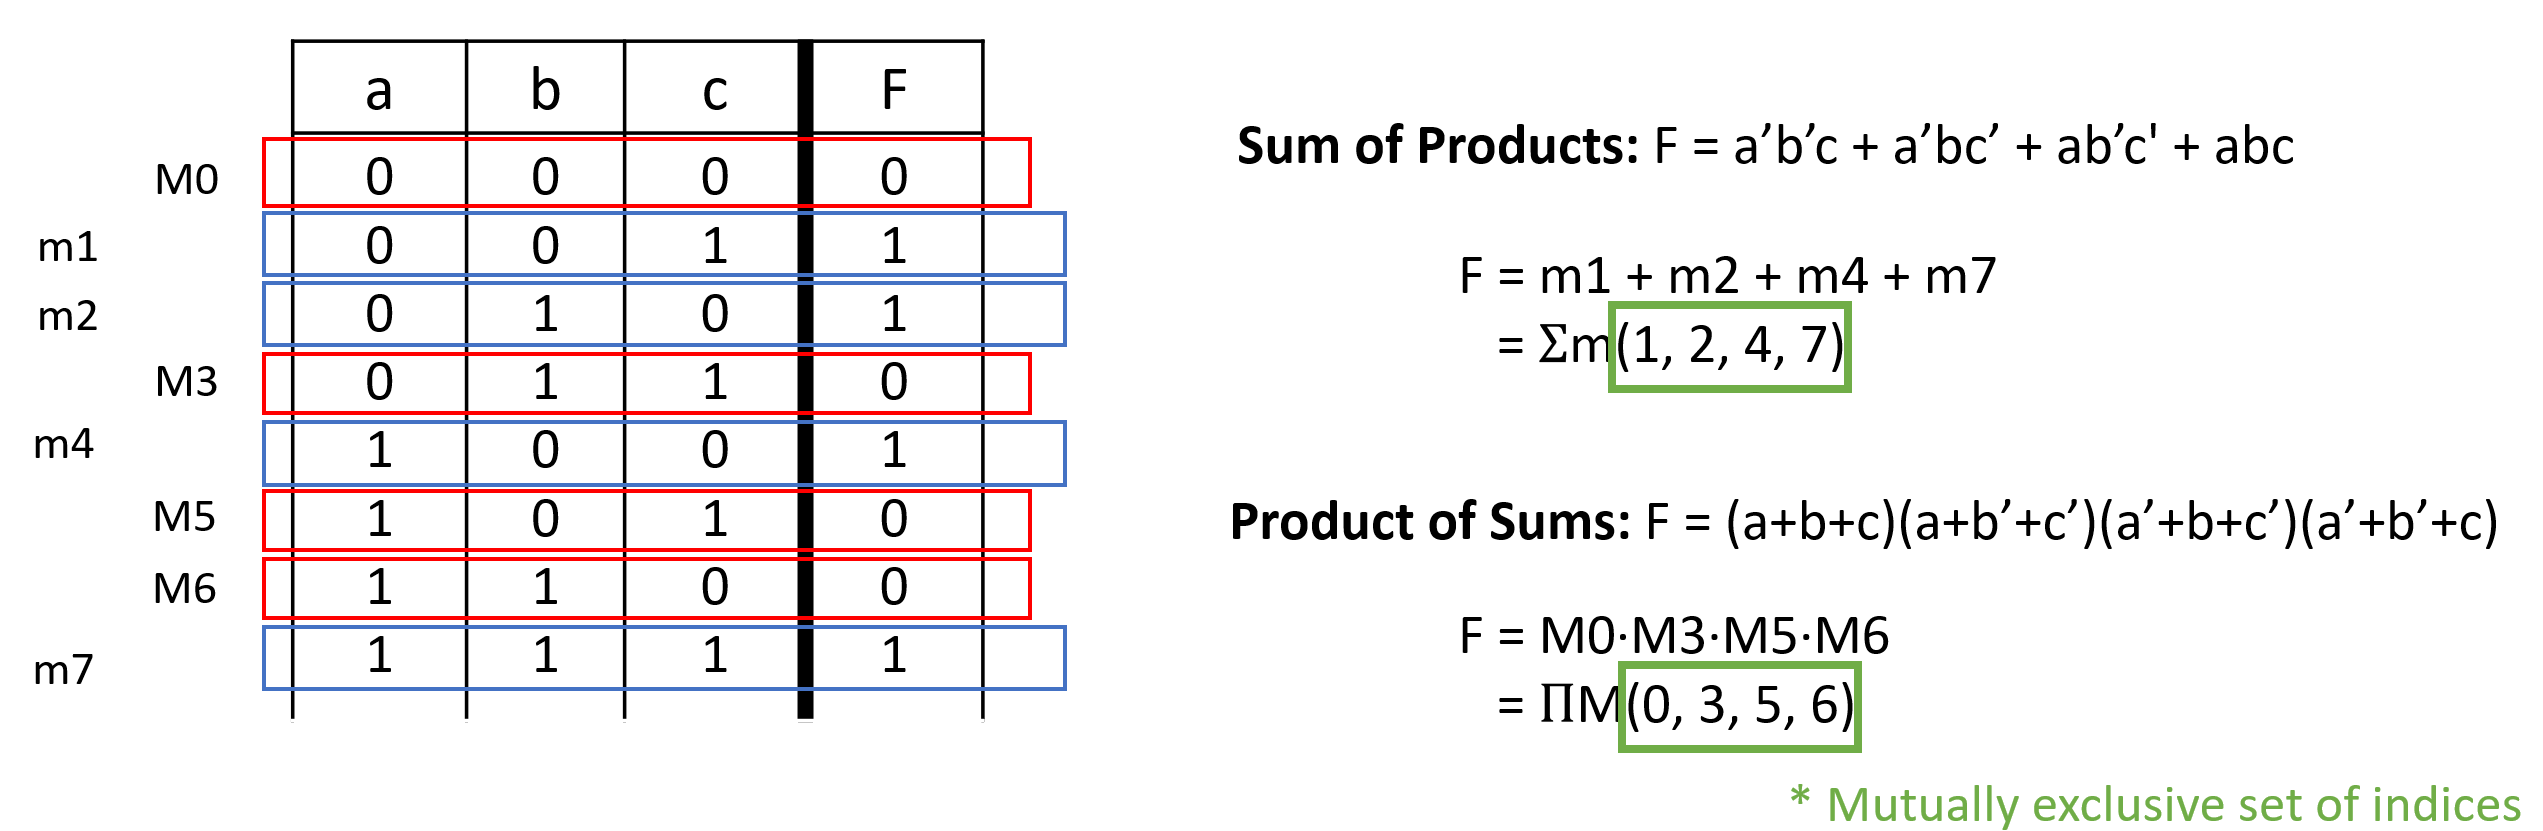 a b c F
M0 0 0 0 0
m1 0 0 1 1
m2 0 1 0 1
M3 0 1 1 0
m4 1 0 0 1
M5 1 0 1 0
M6 1 1 0 0
m7 1 1 1 1
Sum of Products: F = a’b’c + a’bc’ + ab’c' + abc
F = m1 + m2 + m4 + m7
= Σm(1, 2, 4, 7)
Product of Sums: F = (a+b+c)(a+b’+c’)(a’+b+c’)(a’+b’+c)
F = M0·M3·M5·M6
= ΠM(0, 3, 5, 6)
* Mutually exclusive set of indices